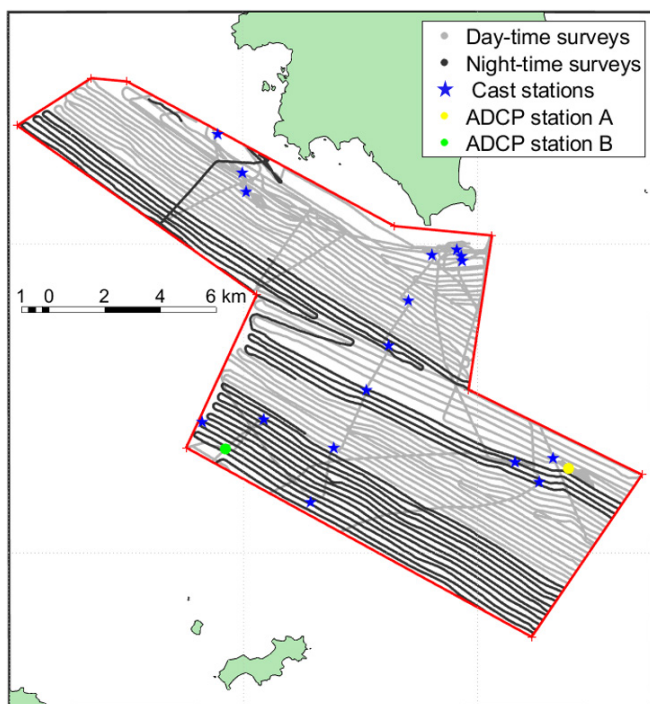 Day-time surveys
Night-time surveys
Cast stations
ADCP station A
ADCP station B
1 0 2 4 6 km